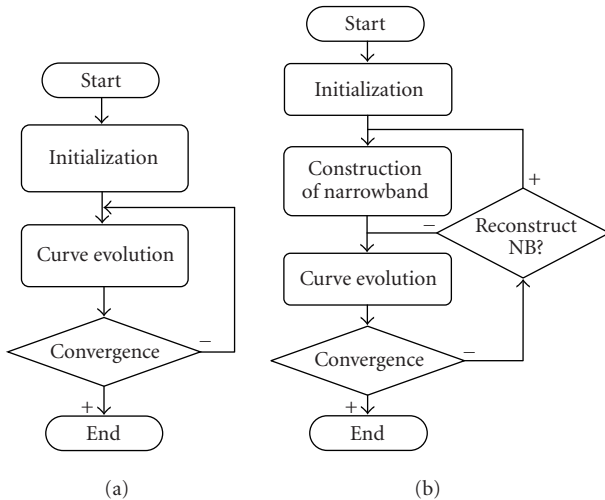 Start
Initialization
Curve evolution
Convergence
−
+
End
(a)
Start
Initialization
Construction
of narrowband
+
−
Reconstruct
NB?
Curve evolution
Convergence
−
+
End
(b)